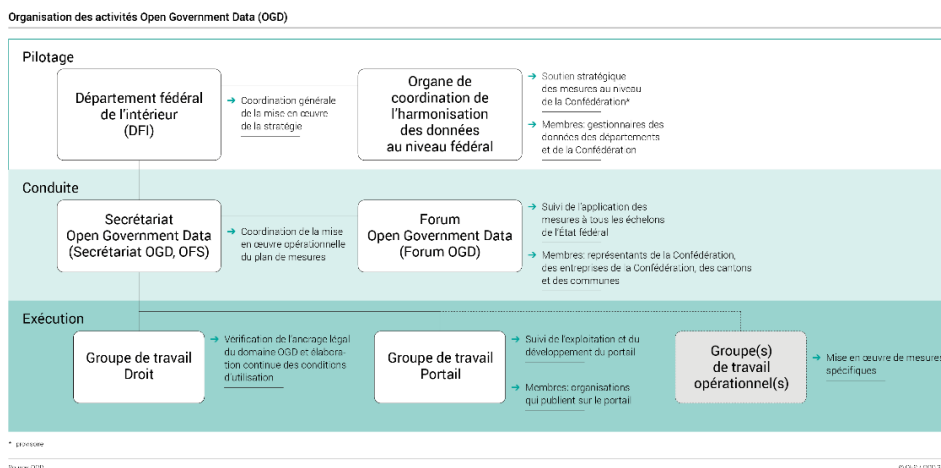 Organisation des activités Open Government Data (OGD)
Pilotage
Département fédéral
de l'intérieur
(DFI)
→ Coordination générale
de la mise en œuvre
de la stratégie
Organe de
coordination de
l'harmonisation
des données
au niveau fédéral
→ Soutien stratégique
des mesures au niveau
de la Confédération*
→ Membres: gestionnaires des
données des départements
et de la Confédération
Conduite
Secrétariat
Open Government Data
(Secrétariat OGD, OFS)
→ Coordination de la mise
en œuvre opérationnelle
du plan de mesures
Forum
Open Government Data
(Forum OGD)
→ Suivi de l'application des
mesures à tous les échelons
de l'État fédéral
→ Membres: représentants de la Confédération,
des entreprises de la Confédération, des cantons
et des communes
Exécution
Groupe de travail
Droit
→ Vérification de l'ancrage légal
du domaine OGD et élabora-
tion continue des conditions
d'utilisation
Groupe de travail
Portail
→ Suivi de l'exploitation et du
développement du portail
→ Membres: organisations
qui publient sur le portail
Groupe(s)
de travail
opérationnel(s)
→ Mise en œuvre de mesures
spécifiques
* provisoire